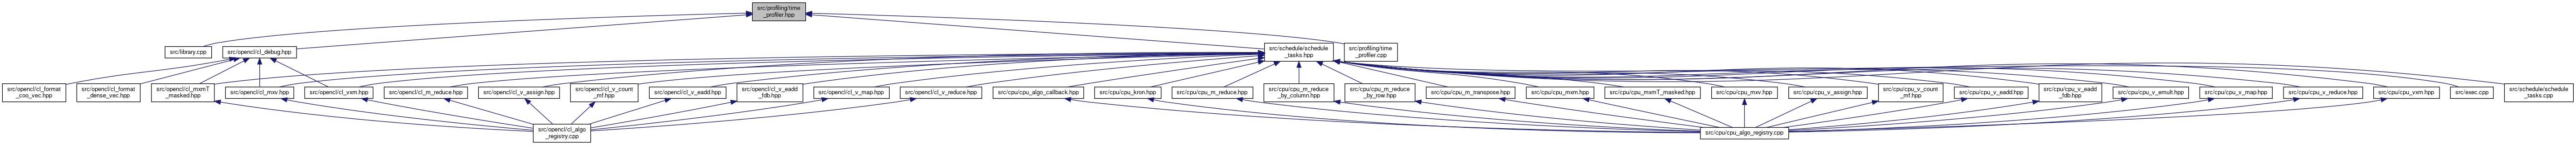 src/profiling/time
_profiler.hpp
src/library.cpp
src/opencl/cl_debug.hpp
src/schedule/schedule
_tasks.hpp
src/profiling/time
_profiler.cpp
src/opencl/cl_format
_coo_vec.hpp
src/opencl/cl_format
_dense_vec.hpp
src/opencl/cl_mxmT
_masked.hpp
src/opencl/cl_mxv.hpp
src/opencl/cl_vxm.hpp
src/opencl/cl_m_reduce.hpp
src/opencl/cl_v_assign.hpp
src/opencl/cl_v_count
_mf.hpp
src/opencl/cl_v_eadd.hpp
src/opencl/cl_v_eadd
_fdb.hpp
src/opencl/cl_v_map.hpp
src/opencl/cl_v_reduce.hpp
src/cpu/cpu_algo_callback.hpp
src/cpu/cpu_kron.hpp
src/cpu/cpu_m_reduce.hpp
src/cpu/cpu_m_reduce
_by_column.hpp
src/cpu/cpu_m_reduce
_by_row.hpp
src/cpu/cpu_m_transpose.hpp
src/cpu/cpu_mxm.hpp
src/cpu/cpu_mxmT_masked.hpp
src/cpu/cpu_mxv.hpp
src/cpu/cpu_v_assign.hpp
src/cpu/cpu_v_count
_mf.hpp
src/cpu/cpu_v_eadd.hpp
src/cpu/cpu_v_eadd
_fdb.hpp
src/cpu/cpu_v_emult.hpp
src/cpu/cpu_v_map.hpp
src/cpu/cpu_v_reduce.hpp
src/cpu/cpu_vxm.hpp
src/exec.cpp
src/schedule/schedule
_tasks.cpp
src/opencl/cl_algo
_registry.cpp
src/cpu/cpu_algo_registry.cpp